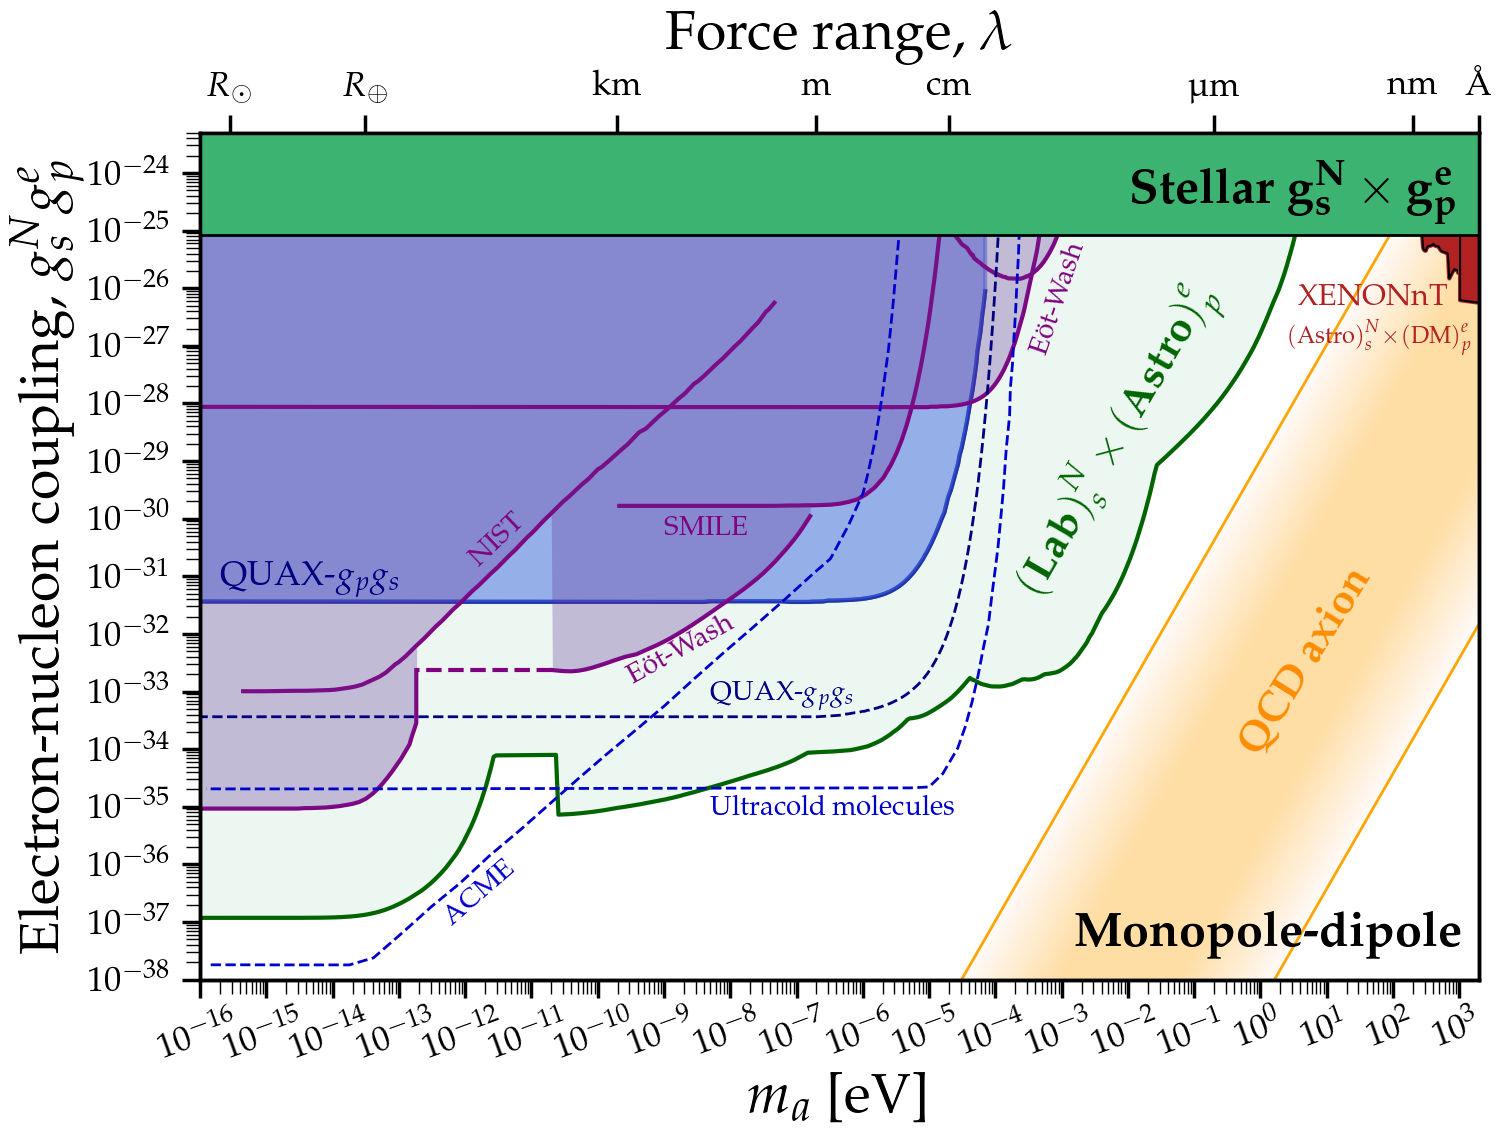 Force range, λ
R☉ R⊕ km m cm µm nm Å
Electron-nucleon coupling, g_s^N g_p^e
10^−24
10^−25
10^−26
10^−27
10^−28
10^−29
10^−30
10^−31
10^−32
10^−33
10^−34
10^−35
10^−36
10^−37
10^−38
Stellar g_s^N × g_p^e
Eöt-Wash
XENONnT
(Astro)_s^N × (DM)_p^e
(Lab)_s^N × (Astro)_p^e
NIST
SMILE
QUAX-g_pg_s
Eöt-Wash
QUAX-g_pg_s
Ultracold molecules
ACME
QCD axion
Monopole-dipole
10^−16 10^−15 10^−14 10^−13 10^−12 10^−11 10^−10 10^−9 10^−8 10^−7 10^−6 10^−5 10^−4 10^−3 10^−2 10^−1 10^0 10^1 10^2 10^3
m_a [eV]